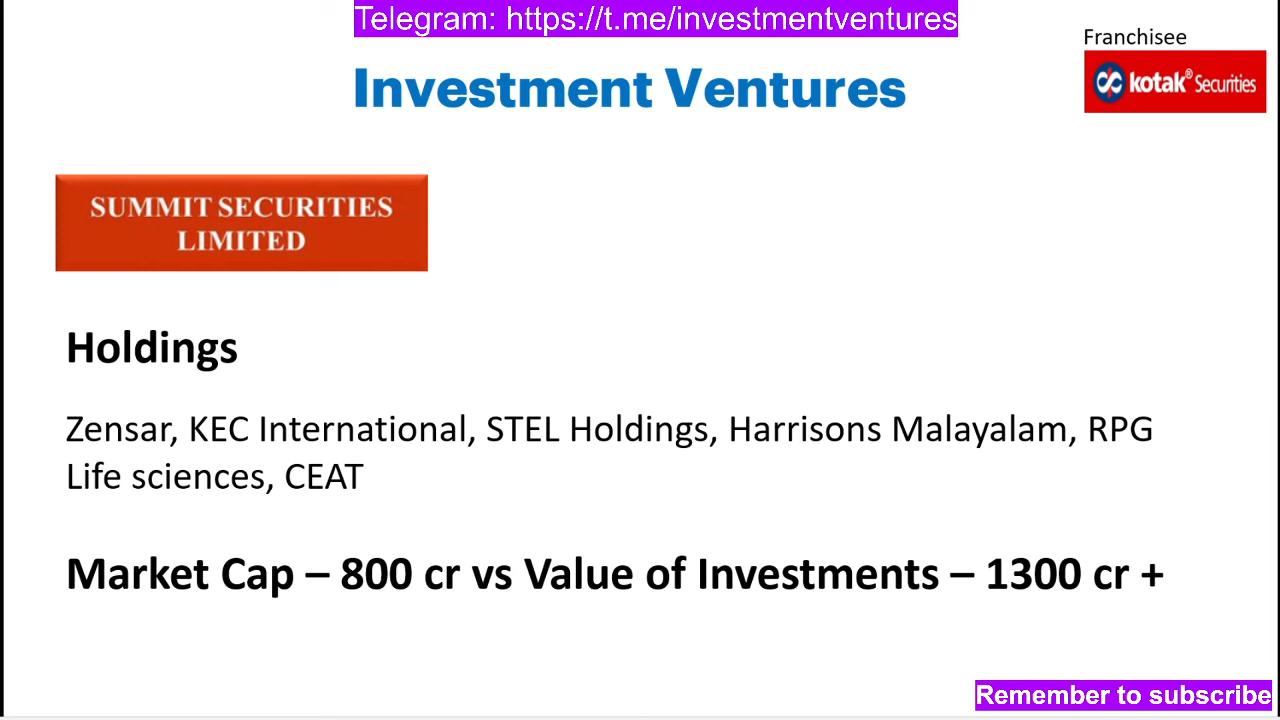 Telegram: https://t.me/investmentventures
Franchisee
Investment Ventures
kotak® Securities
SUMMIT SECURITIES
LIMITED
Holdings
Zensar, KEC International, STEL Holdings, Harrisons Malayalam, RPG
Life sciences, CEAT
Market Cap – 800 cr vs Value of Investments – 1300 cr +
Remember to subscribe